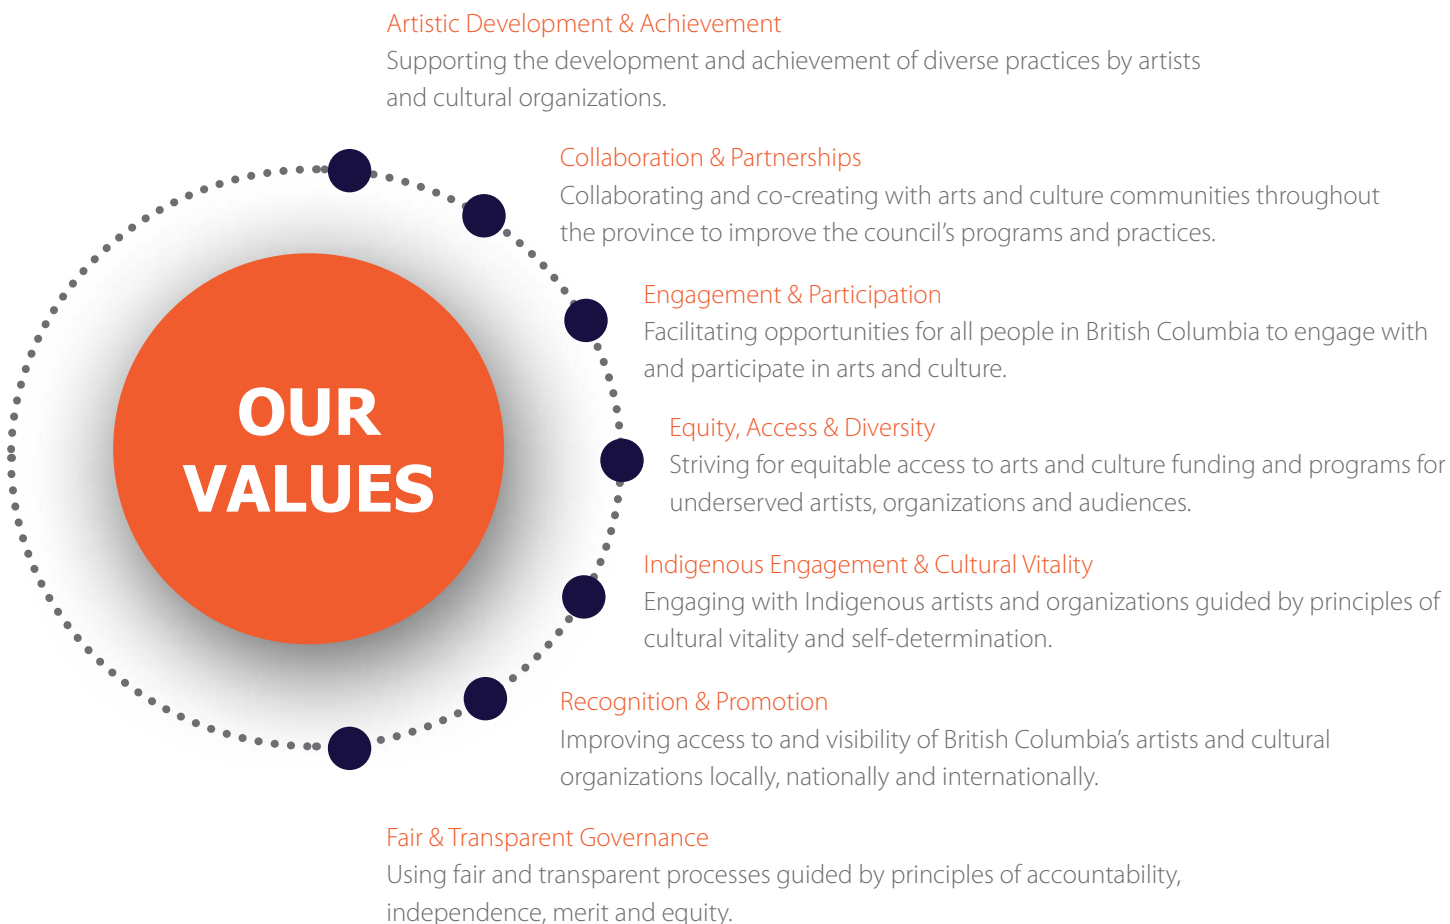 Artistic Development & Achievement
Supporting the development and achievement of diverse practices by artists
and cultural organizations.
Collaboration & Partnerships
Collaborating and co-creating with arts and culture communities throughout
the province to improve the council’s programs and practices.
Engagement & Participation
Facilitating opportunities for all people in British Columbia to engage with
and participate in arts and culture.
OUR
VALUES
Equity, Access & Diversity
Striving for equitable access to arts and culture funding and programs for
underserved artists, organizations and audiences.
Indigenous Engagement & Cultural Vitality
Engaging with Indigenous artists and organizations guided by principles of
cultural vitality and self-determination.
Recognition & Promotion
Improving access to and visibility of British Columbia’s artists and cultural
organizations locally, nationally and internationally.
Fair & Transparent Governance
Using fair and transparent processes guided by principles of accountability,
independence, merit and equity.